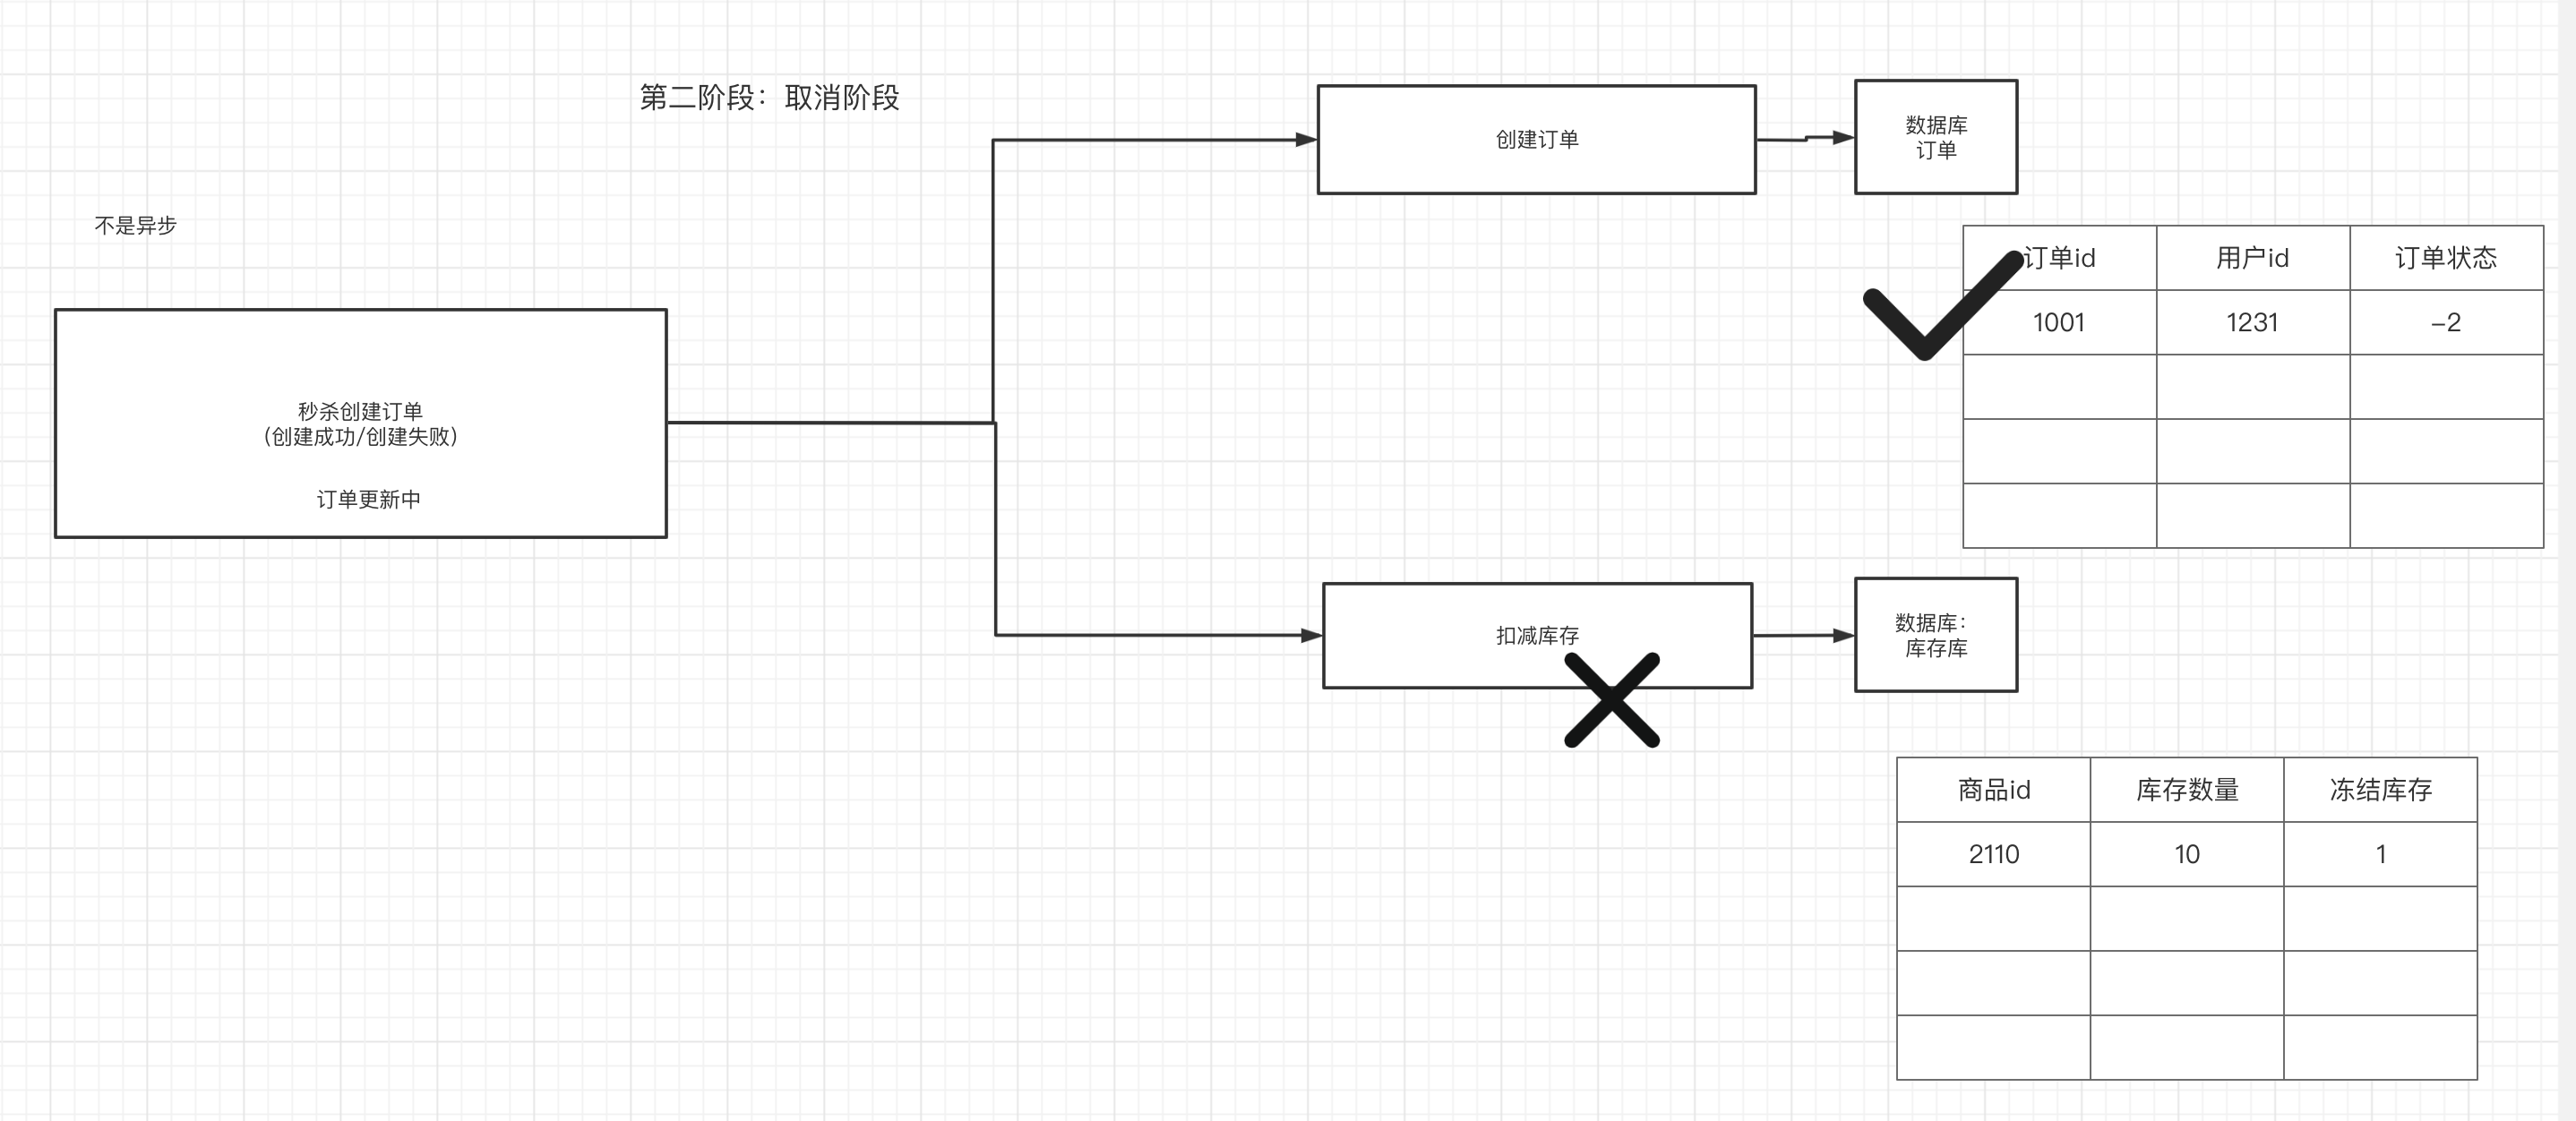 第二阶段：取消阶段
不是异步
秒杀创建订单
(创建成功/创建失败)
订单更新中
创建订单
数据库
订单
订单id 用户id 订单状态
1001 1231 -2
扣减库存
数据库：
库存库
商品id 库存数量 冻结库存
2110 10 1